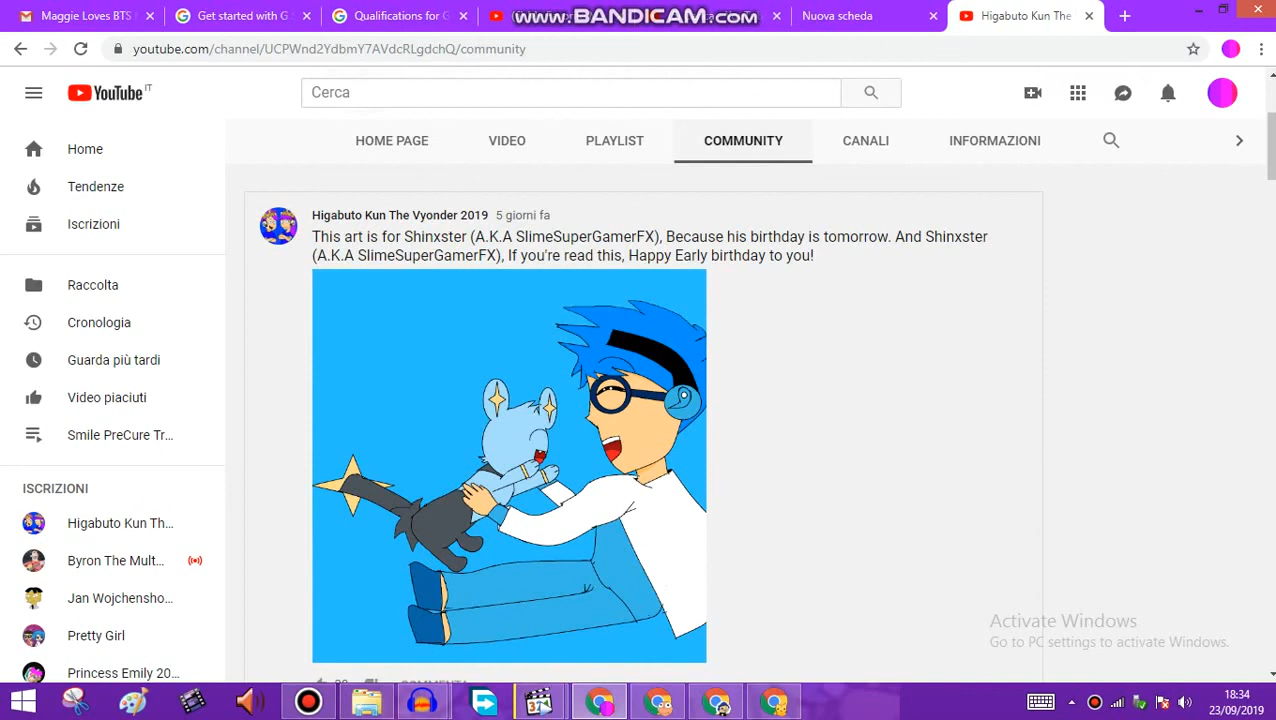 Maggie Loves BTS
Get started with G
Qualifications for G
www.BANDICAM.com
Nuova scheda
Higabuto Kun The
youtube.com/channel/UCPWnd2YdbmY7AVdcRLgdchQ/community
YouTube IT
Cerca
HOME PAGE
VIDEO
PLAYLIST
COMMUNITY
CANALI
INFORMAZIONI
Home
Tendenze
Iscrizioni
Raccolta
Cronologia
Guarda più tardi
Video piaciuti
Smile PreCure Tr...
ISCRIZIONI
Higabuto Kun Th...
Byron The Mult...
Jan Wojchensho...
Pretty Girl
Princess Emily 20...
Higabuto Kun The Vyonder 2019 5 giorni fa
This art is for Shinxster (A.K.A SlimeSuperGamerFX), Because his birthday is tomorrow. And Shinxster
(A.K.A SlimeSuperGamerFX), If you're read this, Happy Early birthday to you!
Activate Windows
Go to PC settings to activate Windows.
18:34
23/09/2019